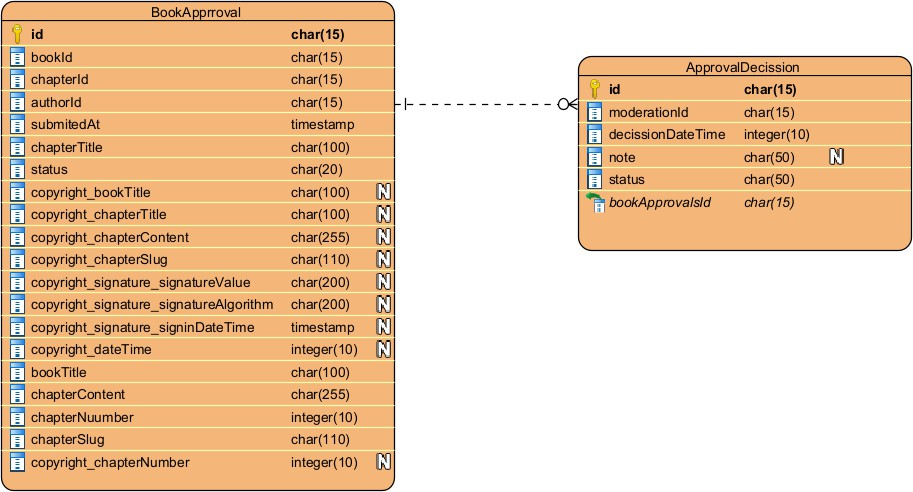 BookApprroval
id char(15)
bookId char(15)
chapterId char(15)
authorId char(15)
submitedAt timestamp
chapterTitle char(100)
status char(20)
copyright_bookTitle char(100) N
copyright_chapterTitle char(100) N
copyright_chapterContent char(255) N
copyright_chapterSlug char(110) N
copyright_signature_signatureValue char(200) N
copyright_signature_signatureAlgorithm char(200) N
copyright_signature_signinDateTime timestamp N
copyright_dateTime integer(10) N
bookTitle char(100)
chapterContent char(255)
chapterNuumber integer(10)
chapterSlug char(110)
copyright_chapterNumber integer(10) N
ApprovalDecission
id char(15)
moderationId char(15)
decissionDateTime integer(10)
note char(50) N
status char(50)
bookApprovalsId char(15)